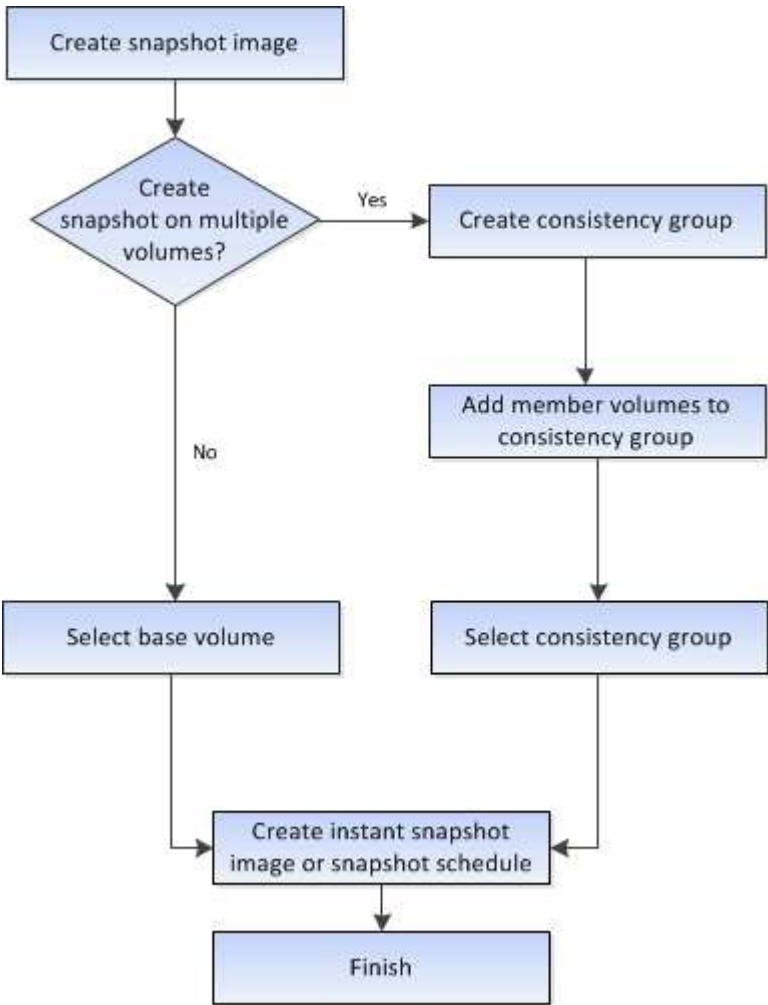 Create snapshot image
Create
snapshot on multiple
volumes?
Yes
Create consistency group
Add member volumes to
consistency group
No
Select base volume
Select consistency group
Create instant snapshot
image or snapshot schedule
Finish